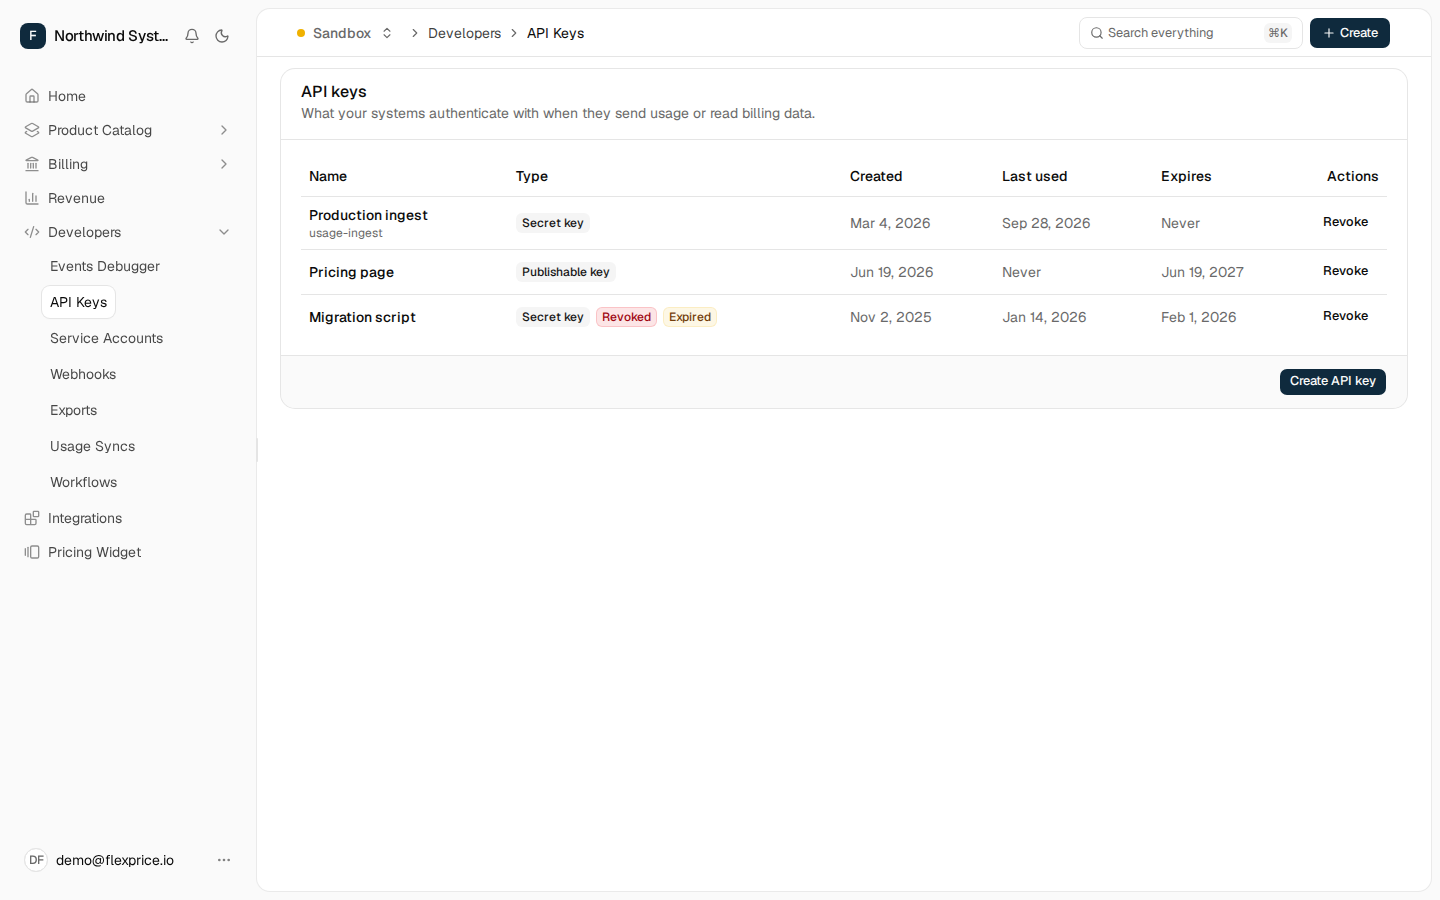 F Northwind Syst...
Sandbox > Developers > API Keys
Search everything ⌘K
+ Create
Home
Product Catalog
Billing
Revenue
Developers
Events Debugger
API Keys
Service Accounts
Webhooks
Exports
Usage Syncs
Workflows
Integrations
Pricing Widget
DF demo@flexprice.io
API keys
What your systems authenticate with when they send usage or read billing data.
Name Type Created Last used Expires Actions
Production ingest Secret key Mar 4, 2026 Sep 28, 2026 Never Revoke
usage-ingest
Pricing page Publishable key Jun 19, 2026 Never Jun 19, 2027 Revoke
Migration script Secret key Revoked Expired Nov 2, 2025 Jan 14, 2026 Feb 1, 2026 Revoke
Create API key